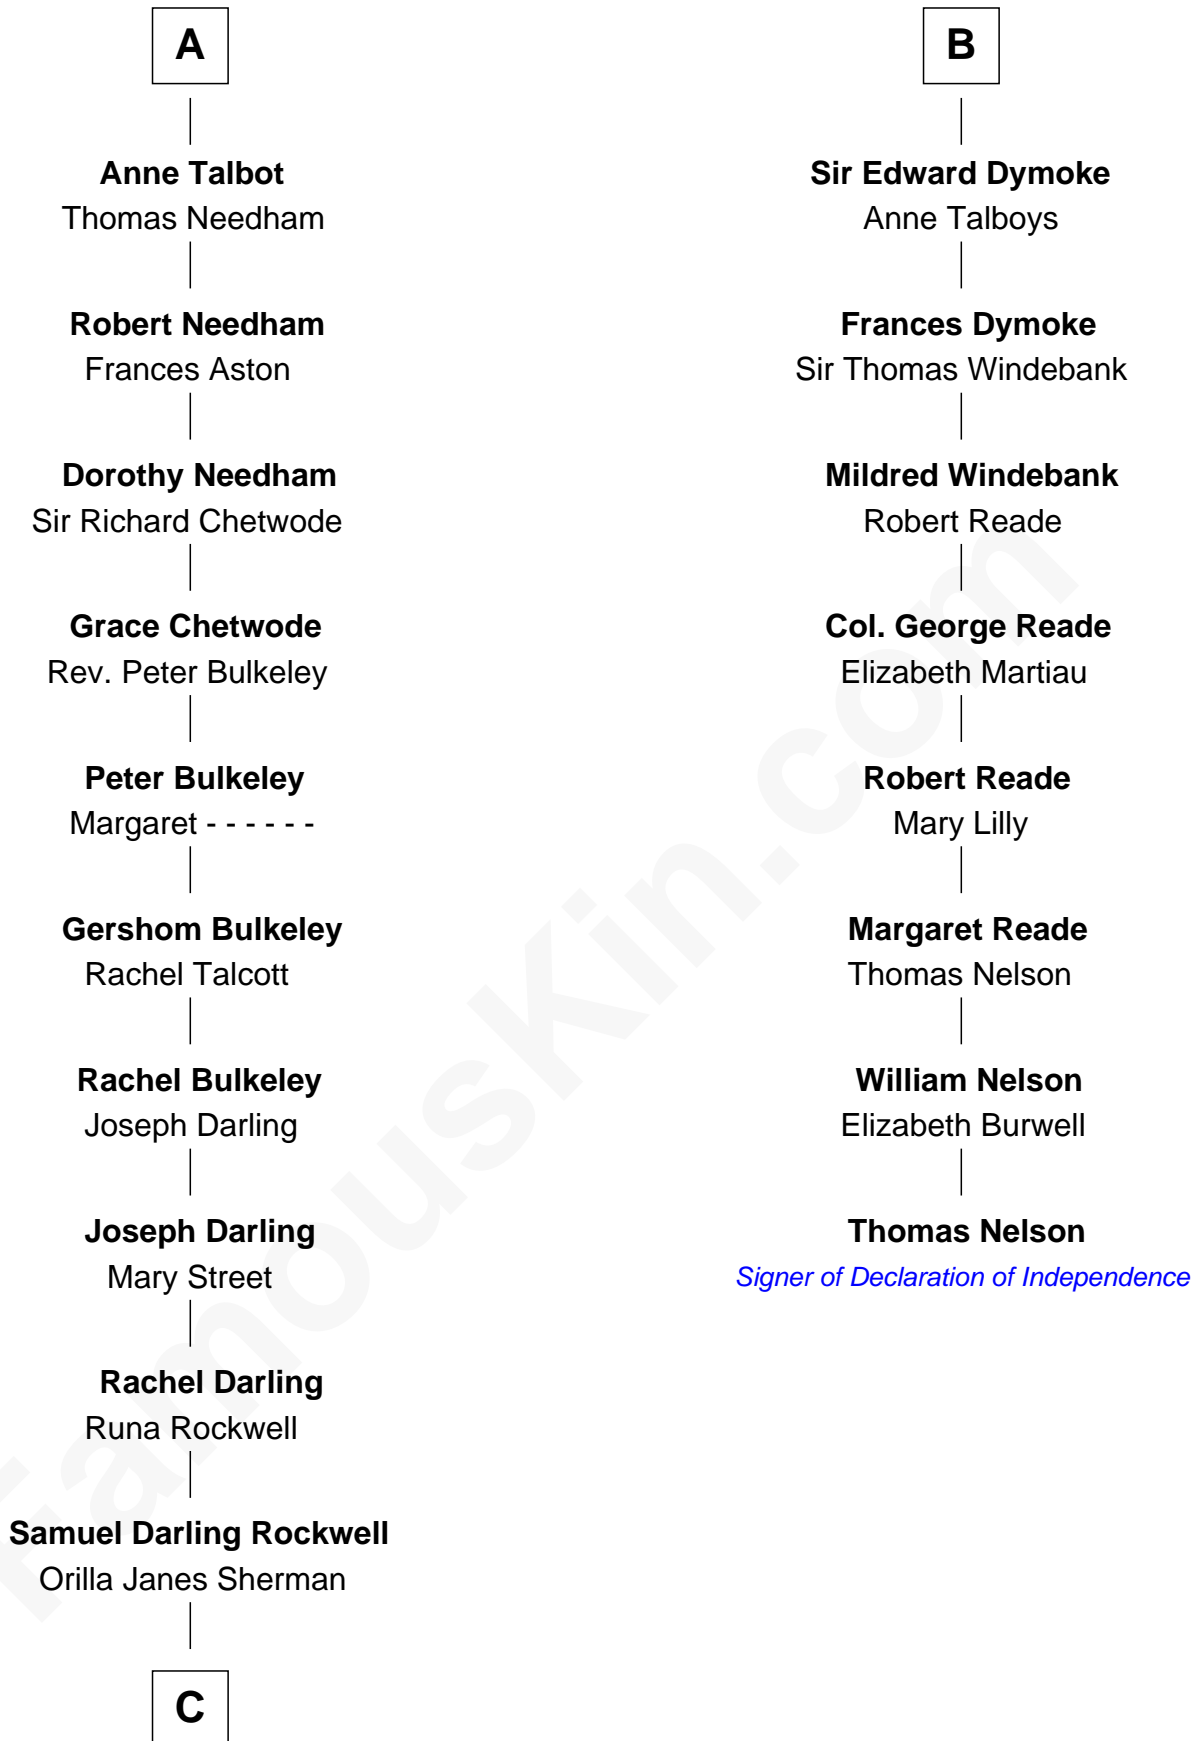 A
Anne Talbot
Thomas Needham
Robert Needham
Frances Aston
Dorothy Needham
Sir Richard Chetwode
Grace Chetwode
Rev. Peter Bulkeley
Peter Bulkeley
Margaret - - - - - -
Gershom Bulkeley
Rachel Talcott
Rachel Bulkeley
Joseph Darling
Joseph Darling
Mary Street
Rachel Darling
Runa Rockwell
Samuel Darling Rockwell
Orilla Janes Sherman
C
B
Sir Edward Dymoke
Anne Talboys
Frances Dymoke
Sir Thomas Windebank
Mildred Windebank
Robert Reade
Col. George Reade
Elizabeth Martiau
Robert Reade
Mary Lilly
Margaret Reade
Thomas Nelson
William Nelson
Elizabeth Burwell
Thomas Nelson
Signer of Declaration of Independence
FamousKin.com